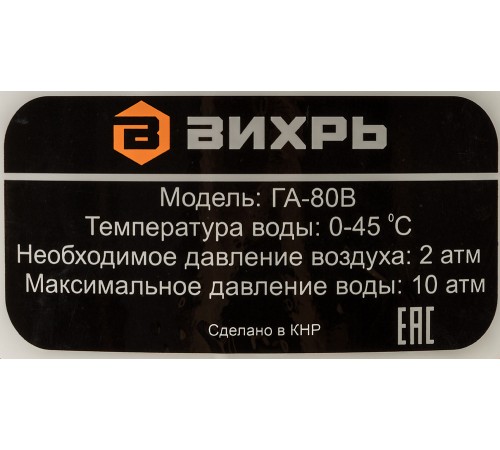 ВИХРЬ
Модель: ГА-80В
Температура воды: 0-45 °С
Необходимое давление воздуха: 2 атм
Максимальное давление воды: 10 атм
Сделано в КНР
ЕАС